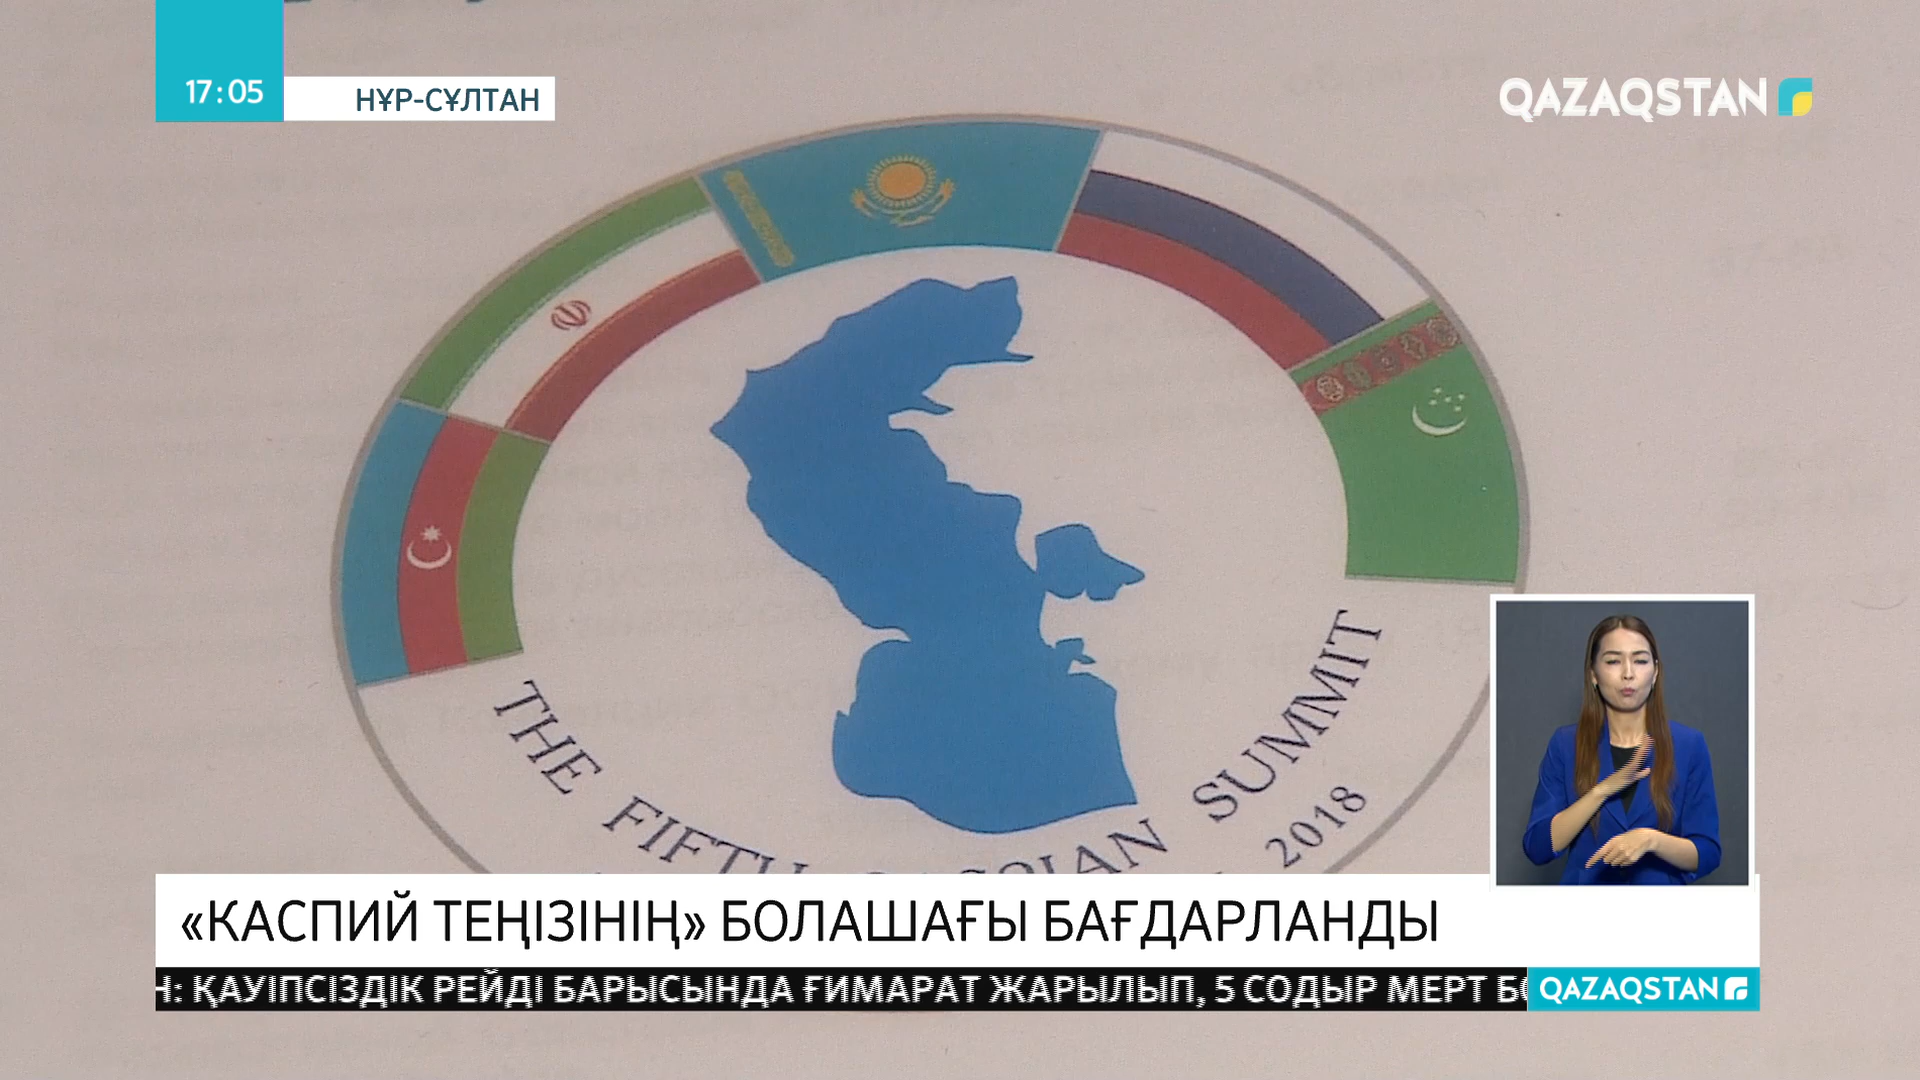 17:05
НҰР-СҰЛТАН
QAZAQSTAN
THE FIFTH CASPIAN SUMMIT
2018
«КАСПИЙ ТЕҢІЗІНІҢ» БОЛАШАҒЫ БАҒДАРЛАНДЫ
Н: ҚАУІПСІЗДІК РЕЙДІ БАРЫСЫНДА ҒИМАРАТ ЖАРЫЛЫП, 5 СОДЫР МЕРТ
QAZAQSTAN